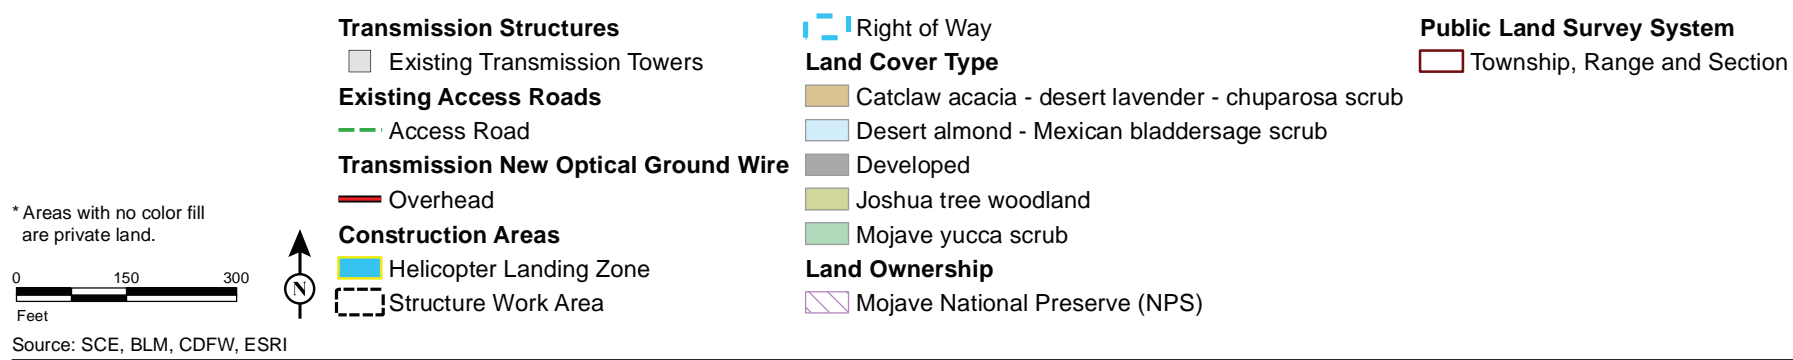 Transmission Structures
Existing Transmission Towers
Existing Access Roads
Access Road
Transmission New Optical Ground Wire
Overhead
Construction Areas
Helicopter Landing Zone
Structure Work Area
Right of Way
Land Cover Type
Catclaw acacia - desert lavender - chuparosa scrub
Desert almond - Mexican bladdersage scrub
Developed
Joshua tree woodland
Mojave yucca scrub
Land Ownership
Mojave National Preserve (NPS)
Public Land Survey System
Township, Range and Section
* Areas with no color fill
are private land.
0 150 300
Feet
N
Source: SCE, BLM, CDFW, ESRI